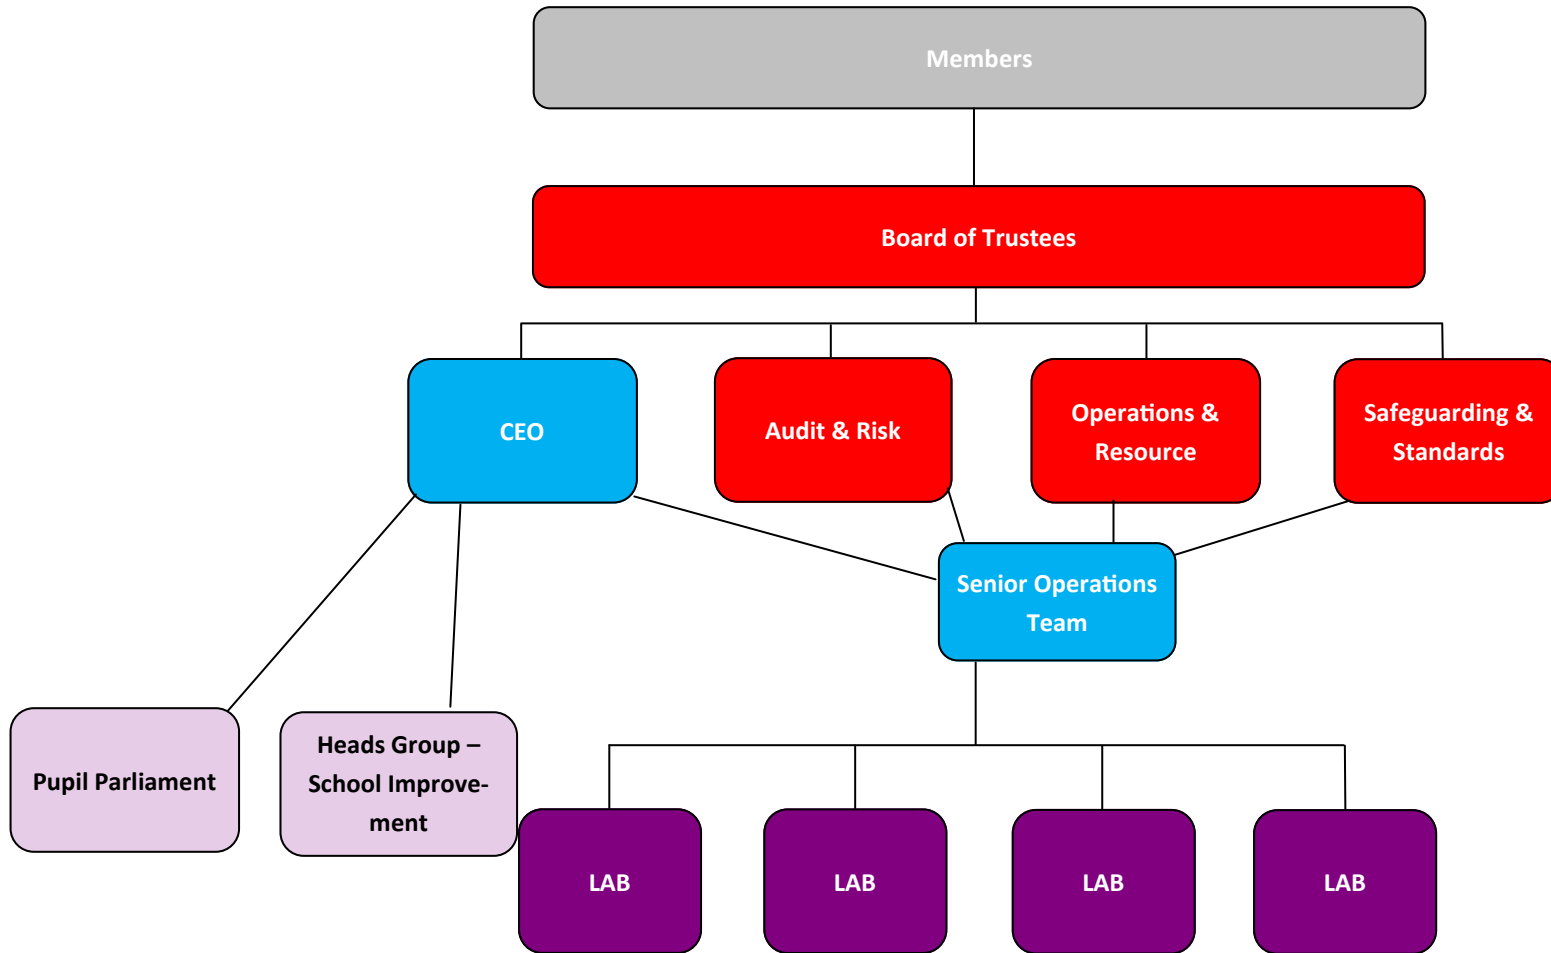 Members
Board of Trustees
CEO
Audit & Risk
Operations &
Resource
Safeguarding &
Standards
Senior Operations
Team
Pupil Parliament
Heads Group –
School Improve-
ment
LAB
LAB
LAB
LAB